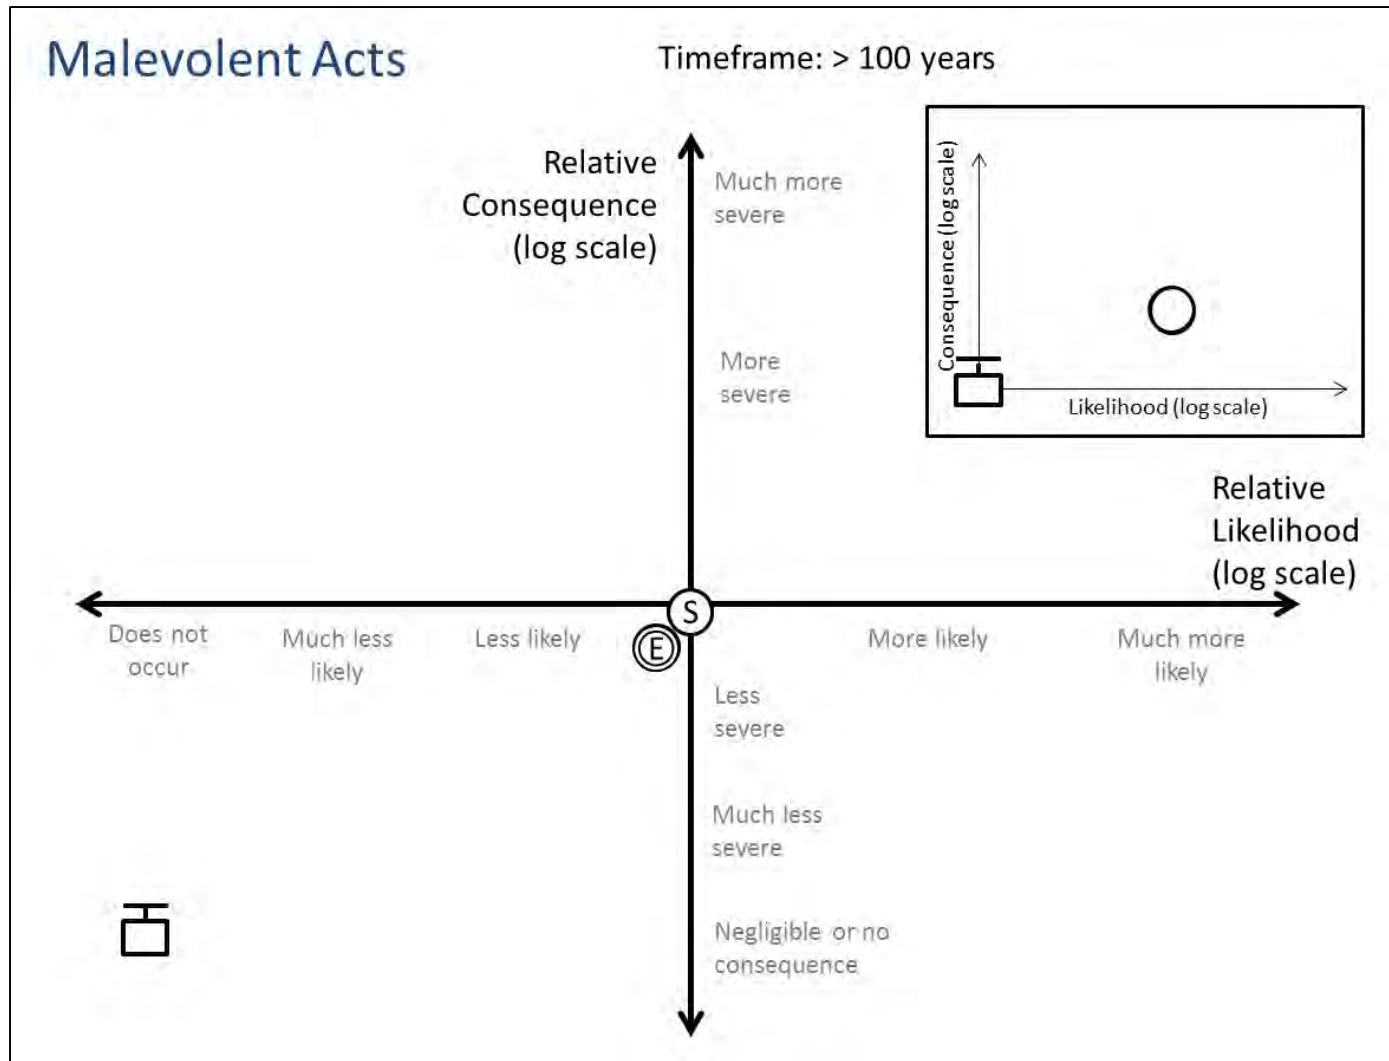 Malevolent Acts
Timeframe: > 100 years
Relative
Consequence
(log scale)
Much more
severe
More
severe
Consequence (log scale)
Likelihood (log scale)
Relative
Likelihood
(log scale)
S
E
Does not
occur
Much less
likely
Less likely
More likely
Much more
likely
Less
severe
Much less
severe
Negligible or no
consequence